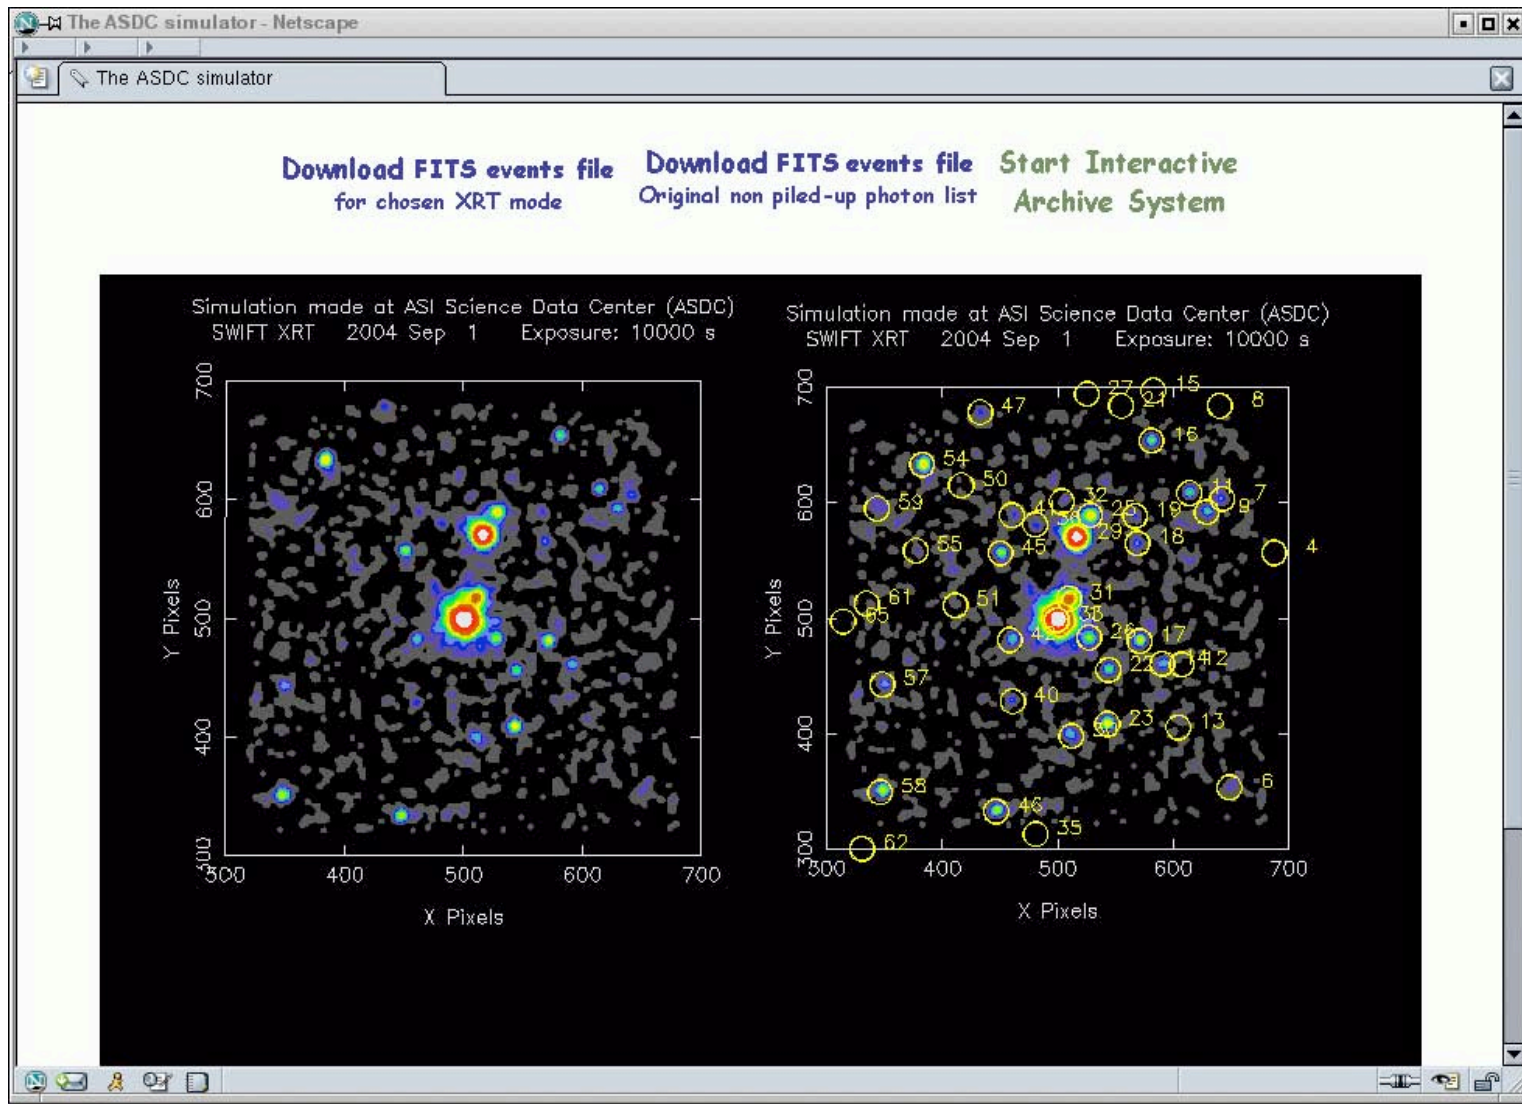 The ASDC simulator - Netscape
The ASDC simulator
Download FITS events file
for chosen XRT mode
Download FITS events file
Original non piled-up photon list
Start Interactive
Archive System
Simulation made at ASI Science Data Center (ASDC)
SWIFT XRT 2004 Sep 1 Exposure: 10000 s
700
600
500
400
300
300 400 500 600 700
X Pixels
Y Pixels
Simulation made at ASI Science Data Center (ASDC)
SWIFT XRT 2004 Sep 1 Exposure: 10000 s
700
600
500
400
300
300 400 500 600 700
X Pixels
Y Pixels
27 15
47 21 8
16
54
50
11 7
59 32 25 19 9
29
55 45 18 4
61 51 31
65
26 17
22 14 12
57 40
23 13
58 6
46 35
62